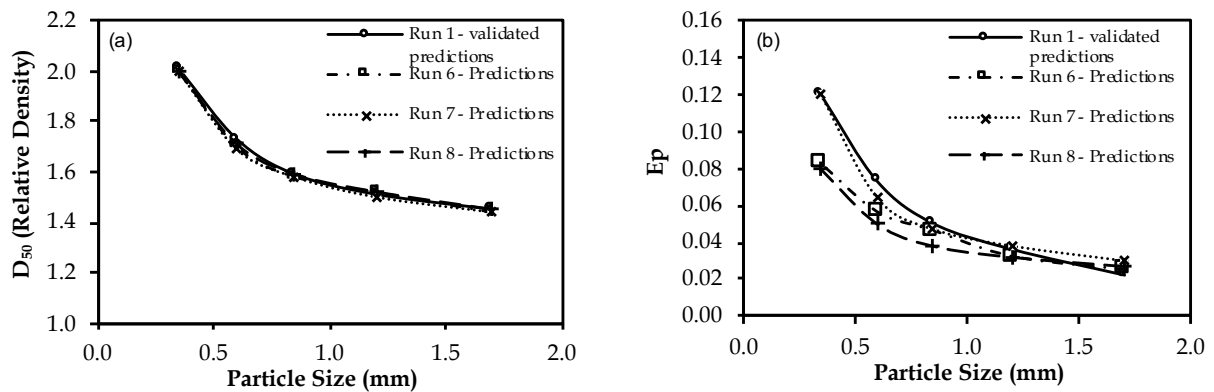 (a)
Run 1 - validated
predictions
Run 6 - Predictions
Run 7 - Predictions
Run 8 - Predictions
D50 (Relative Density)
2.2
2.0
1.8
1.6
1.4
1.2
1.0
0.0 0.5 1.0 1.5 2.0
Particle Size (mm)
(b)
Run 1 - validated
predictions
Run 6 - Predictions
Run 7 - Predictions
Run 8 - Predictions
Ep
0.16
0.14
0.12
0.10
0.08
0.06
0.04
0.02
0.00
0.0 0.5 1.0 1.5 2.0
Particle Size (mm)